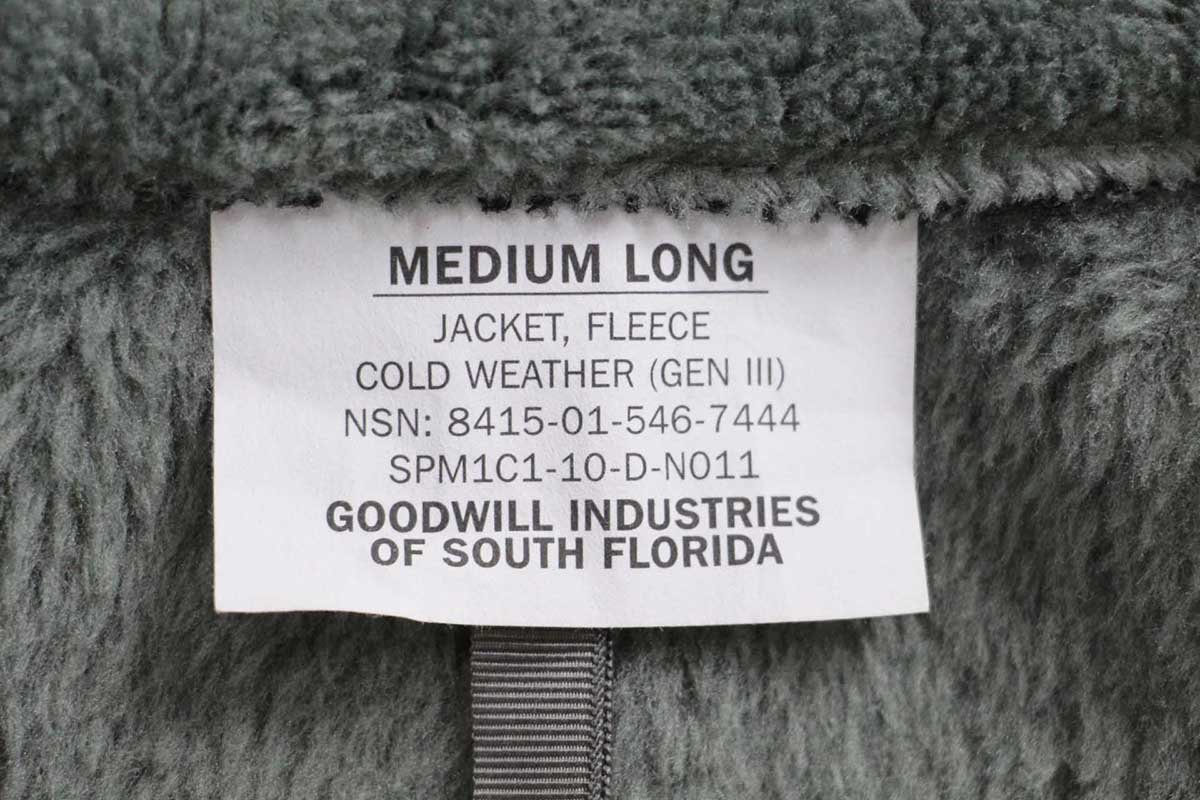 MEDIUM LONG
JACKET, FLEECE
COLD WEATHER (GEN III)
NSN: 8415-01-546-7444
SPM1C1-10-D-N011
GOODWILL INDUSTRIES
OF SOUTH FLORIDA